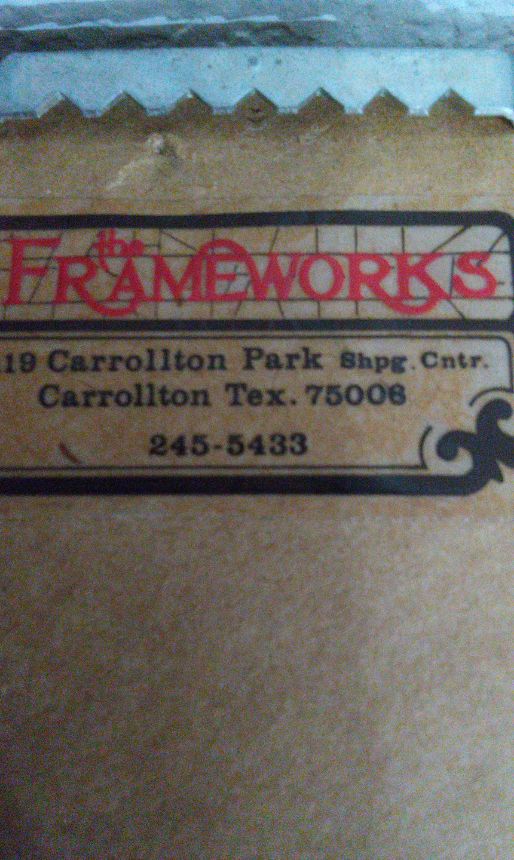 the
FRAMEWORKS
19 Carrollton Park Shpg. Cntr.
Carrollton Tex. 75006
245-5433